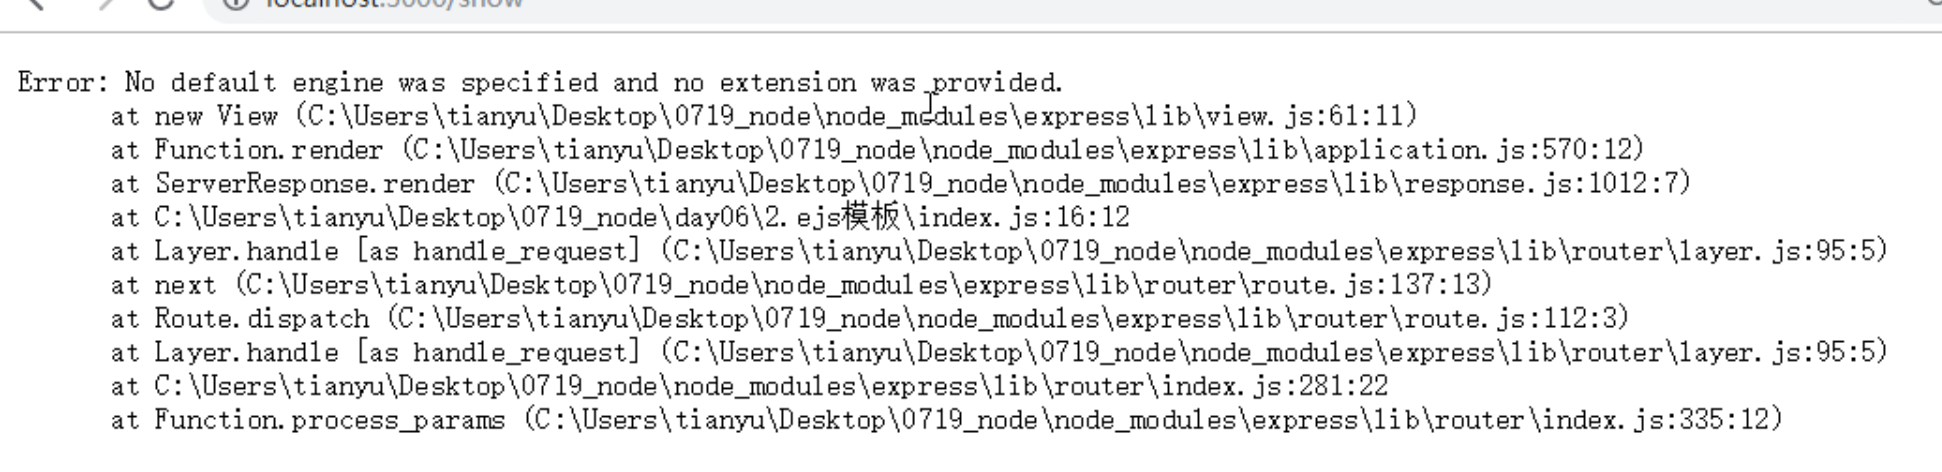 localhost:3000/show
Error: No default engine was specified and no extension was provided.
at new View (C:\Users\tianyu\Desktop\0719_node\node_modules\express\lib\view.js:61:11)
at Function.render (C:\Users\tianyu\Desktop\0719_node\node_modules\express\lib\application.js:570:12)
at ServerResponse.render (C:\Users\tianyu\Desktop\0719_node\node_modules\express\lib\response.js:1012:7)
at C:\Users\tianyu\Desktop\0719_node\day06\2.ejs模板\index.js:16:12
at Layer.handle [as handle_request] (C:\Users\tianyu\Desktop\0719_node\node_modules\express\lib\router\layer.js:95:5)
at next (C:\Users\tianyu\Desktop\0719_node\node_modules\express\lib\router\route.js:137:13)
at Route.dispatch (C:\Users\tianyu\Desktop\0719_node\node_modules\express\lib\router\route.js:112:3)
at Layer.handle [as handle_request] (C:\Users\tianyu\Desktop\0719_node\node_modules\express\lib\router\layer.js:95:5)
at C:\Users\tianyu\Desktop\0719_node\node_modules\express\lib\router\index.js:281:22
at Function.process_params (C:\Users\tianyu\Desktop\0719_node\node_modules\express\lib\router\index.js:335:12)